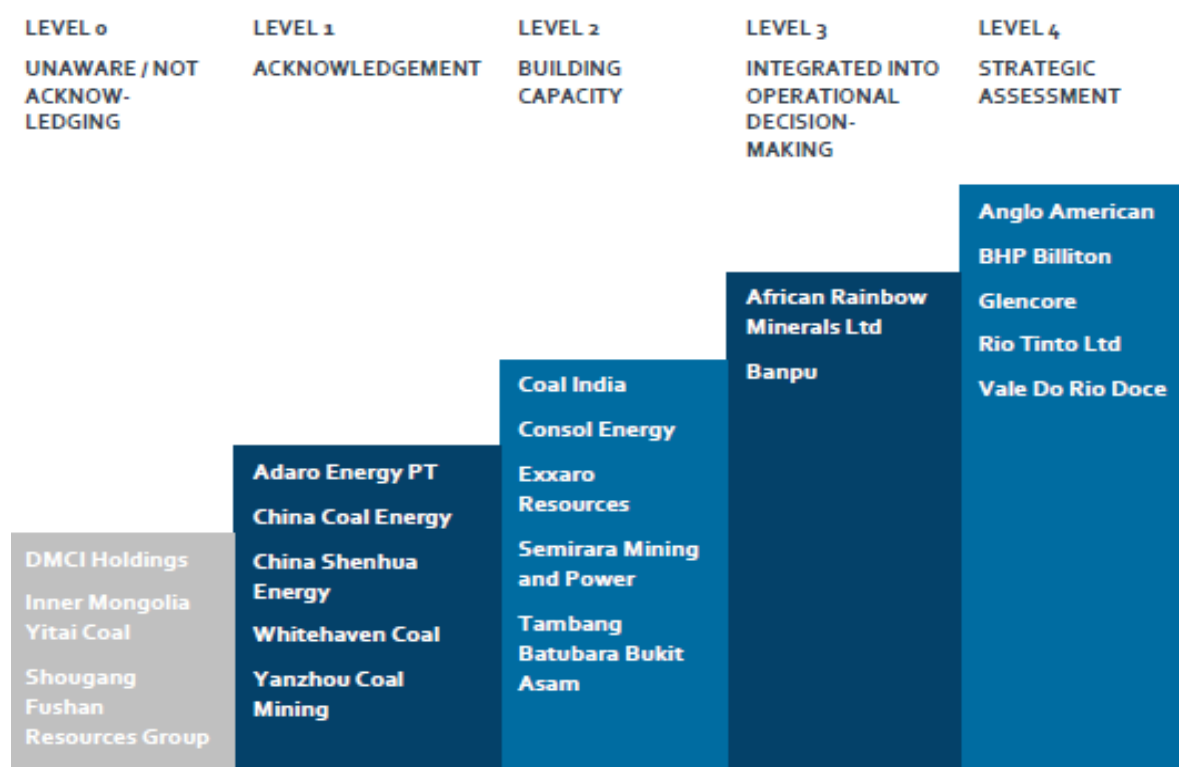 LEVEL 0
UNAWARE / NOT
ACKNOW-
LEDGING
LEVEL 1
ACKNOWLEDGEMENT
LEVEL 2
BUILDING
CAPACITY
LEVEL 3
INTEGRATED INTO
OPERATIONAL
DECISION-
MAKING
LEVEL 4
STRATEGIC
ASSESSMENT
DMCI Holdings
Inner Mongolia
Yitai Coal
Shougang
Fushan
Resources Group
Adaro Energy PT
China Coal Energy
China Shenhua
Energy
Whitehaven Coal
Yanzhou Coal
Mining
Coal India
Consol Energy
Exxaro
Resources
Semirara Mining
and Power
Tambang
Batubara Bukit
Asam
African Rainbow
Minerals Ltd
Banpu
Anglo American
BHP Billiton
Glencore
Rio Tinto Ltd
Vale Do Rio Doce